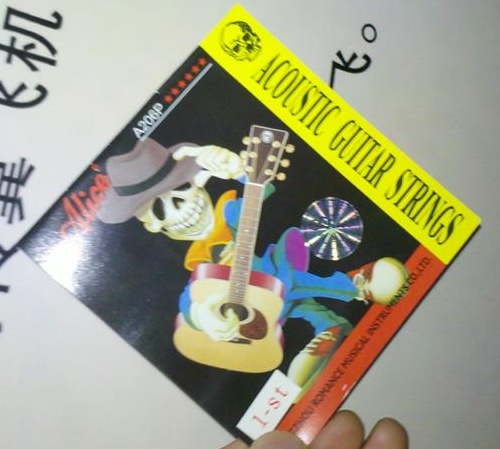 ACOUSTIC GUITAR STRINGS
Alice
A206P
ROMANCE MUSICAL INSTRUMENTS CO.LTD.
1-st
飞机
飞。